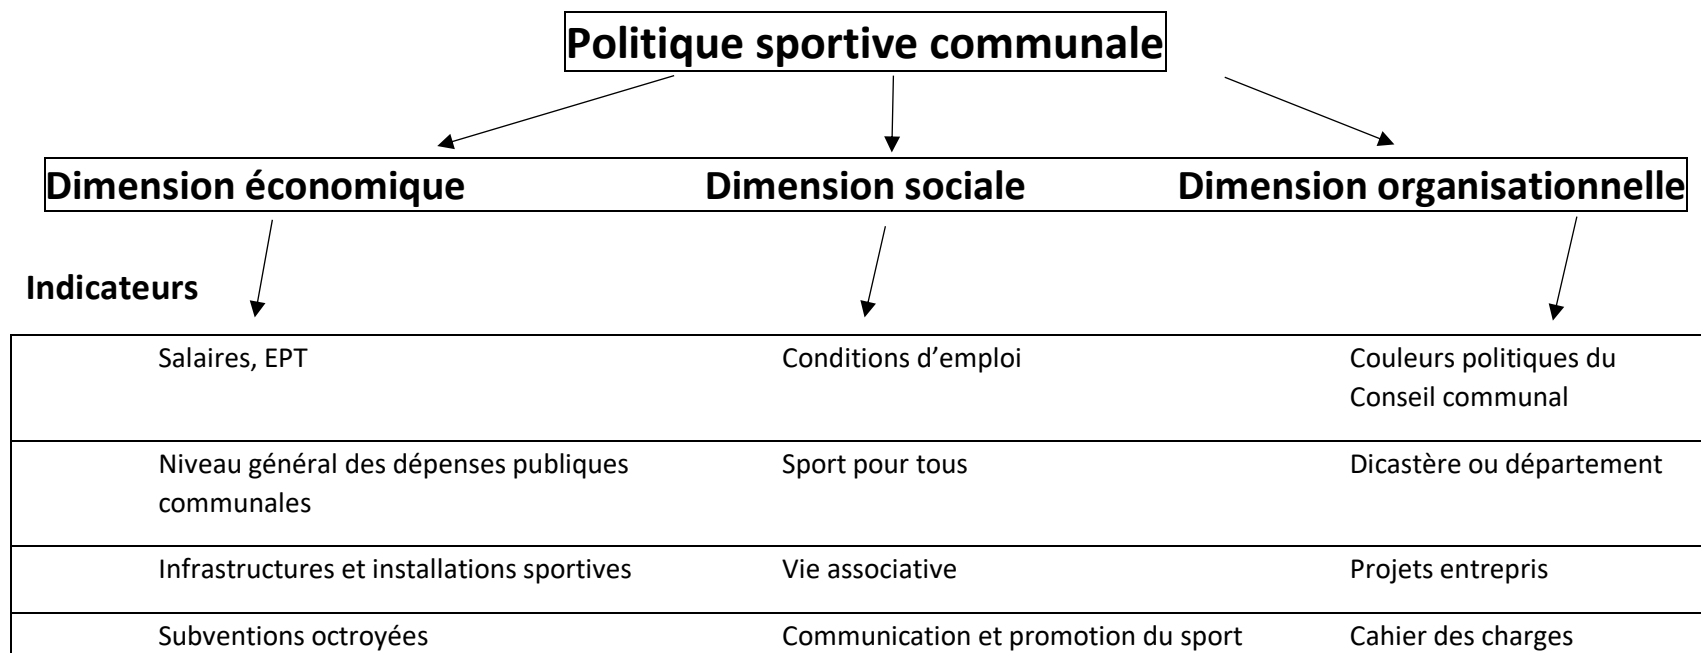 Politique sportive communale
Dimension économique Dimension sociale Dimension organisationnelle
Indicateurs
Salaires, EPT
Conditions d’emploi
Couleurs politiques du
Conseil communal
Niveau général des dépenses publiques
communales
Sport pour tous
Dicastère ou département
Infrastructures et installations sportives
Vie associative
Projets entrepris
Subventions octroyées
Communication et promotion du sport
Cahier des charges